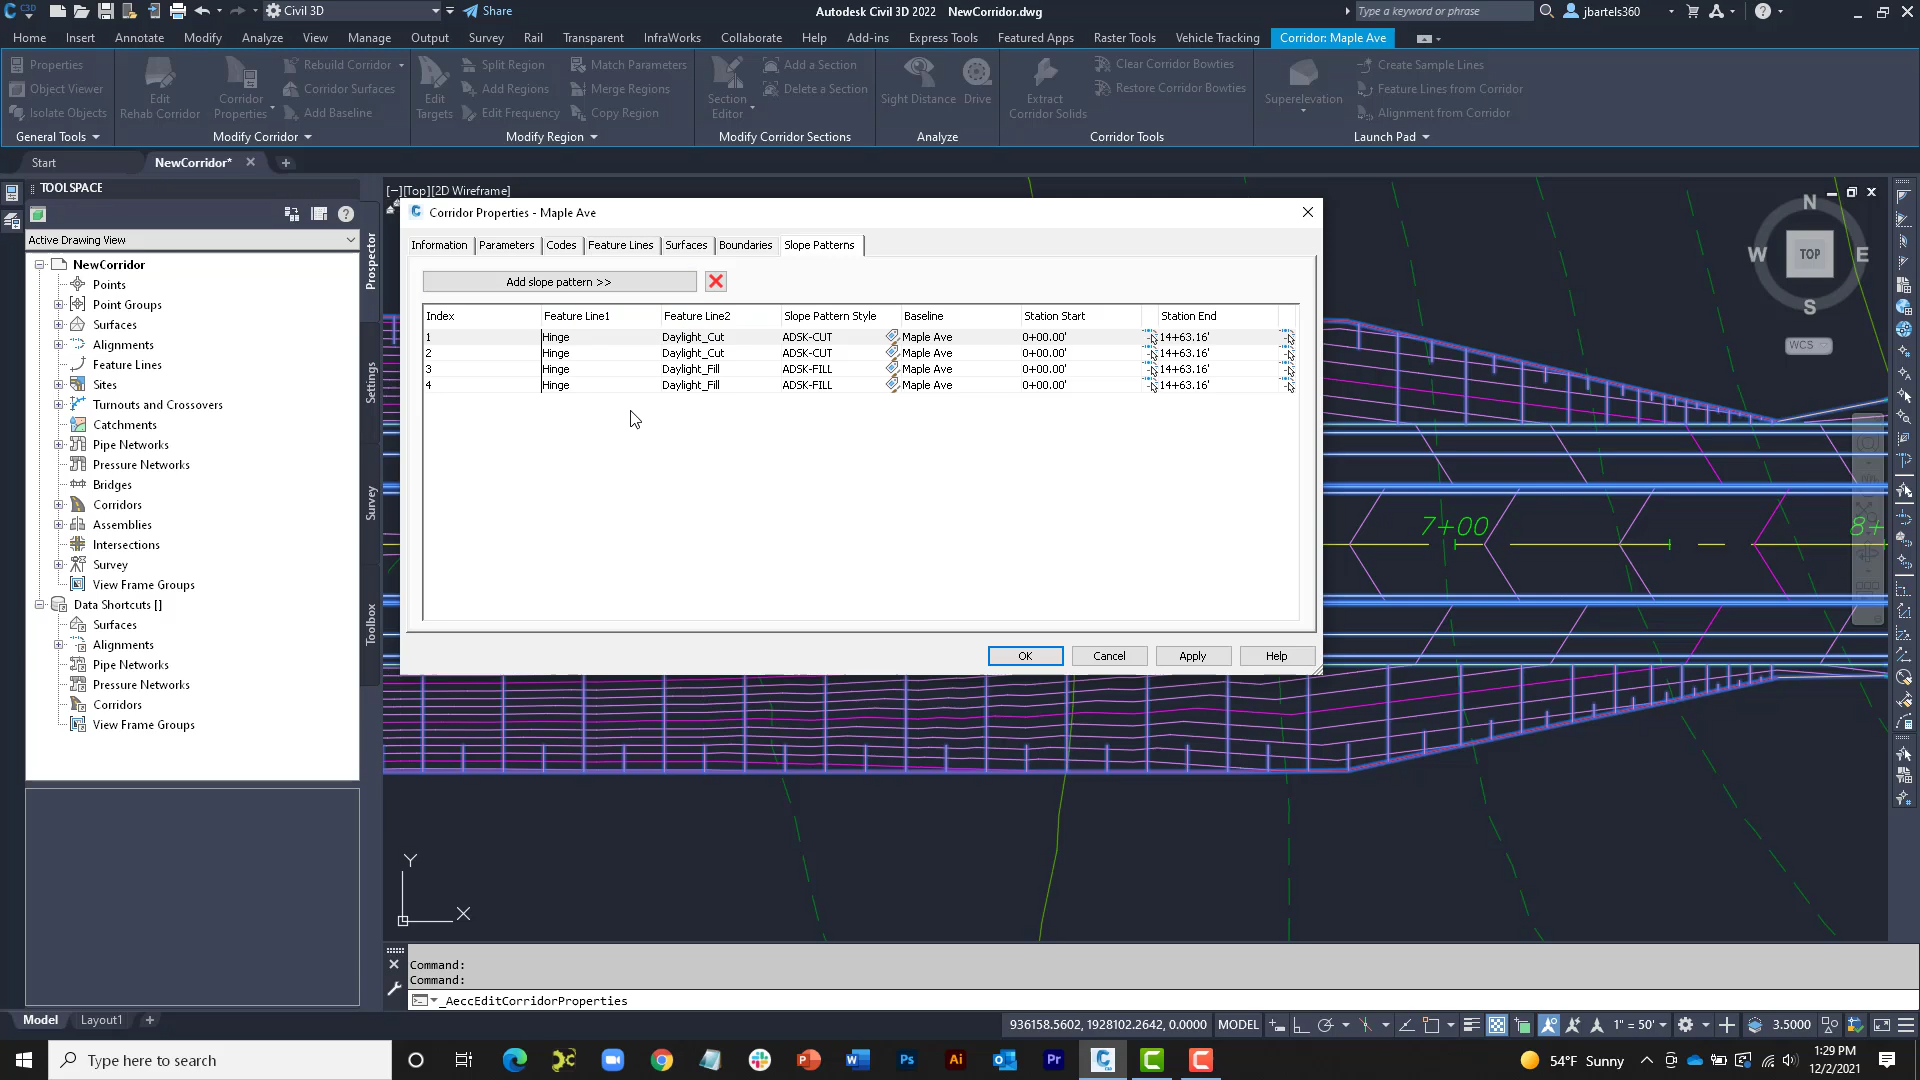 C3D
Civil 3D
Share
Autodesk Civil 3D 2022 NewCorridor.dwg
Type a keyword or phrase
jbartels360
Home Insert Annotate Modify Analyze View Manage Output Survey Rail Transparent InfraWorks Collaborate Help Add-ins Express Tools Featured Apps Raster Tools Vehicle Tracking Corridor: Maple Ave
Properties
Object Viewer
Isolate Objects
General Tools
Edit
Rehab Corridor
Corridor
Properties
Rebuild Corridor
Corridor Surfaces
Add Baseline
Modify Corridor
Edit
Targets
Split Region
Add Regions
Edit Frequency
Match Parameters
Merge Regions
Copy Region
Modify Region
Section
Editor
Add a Section
Delete a Section
Modify Corridor Sections
Sight Distance
Drive
Analyze
Extract
Corridor Solids
Clear Corridor Bowties
Restore Corridor Bowties
Corridor Tools
Superelevation
Create Sample Lines
Feature Lines from Corridor
Alignment from Corridor
Launch Pad
Start
NewCorridor*
TOOLSPACE
Active Drawing View
NewCorridor
Points
Point Groups
Surfaces
Alignments
Feature Lines
Sites
Turnouts and Crossovers
Catchments
Pipe Networks
Pressure Networks
Bridges
Corridors
Assemblies
Intersections
Survey
View Frame Groups
Data Shortcuts []
Surfaces
Alignments
Pipe Networks
Pressure Networks
Corridors
View Frame Groups
Prospector
Settings
Survey
Toolbox
[−][Top][2D Wireframe]
Corridor Properties - Maple Ave
Information Parameters Codes Feature Lines Surfaces Boundaries Slope Patterns
Add slope pattern >>
Index Feature Line1 Feature Line2 Slope Pattern Style Baseline Station Start Station End
1 Hinge Daylight_Cut ADSK-CUT Maple Ave 0+00.00' 14+63.16'
2 Hinge Daylight_Cut ADSK-CUT Maple Ave 0+00.00' 14+63.16'
3 Hinge Daylight_Fill ADSK-FILL Maple Ave 0+00.00' 14+63.16'
4 Hinge Daylight_Fill ADSK-FILL Maple Ave 0+00.00' 14+63.16'
OK Cancel Apply Help
N
W TOP E
S
WCS
7+00
8+
Y
X
Command:
Command:
_AeccEditCorridorProperties
Model Layout1
936158.5602, 1928102.2642, 0.0000 MODEL
1" = 50'
3.5000
Type here to search
Ps
Ai
Pr
C3D
54°F Sunny
1:29 PM
12/2/2021